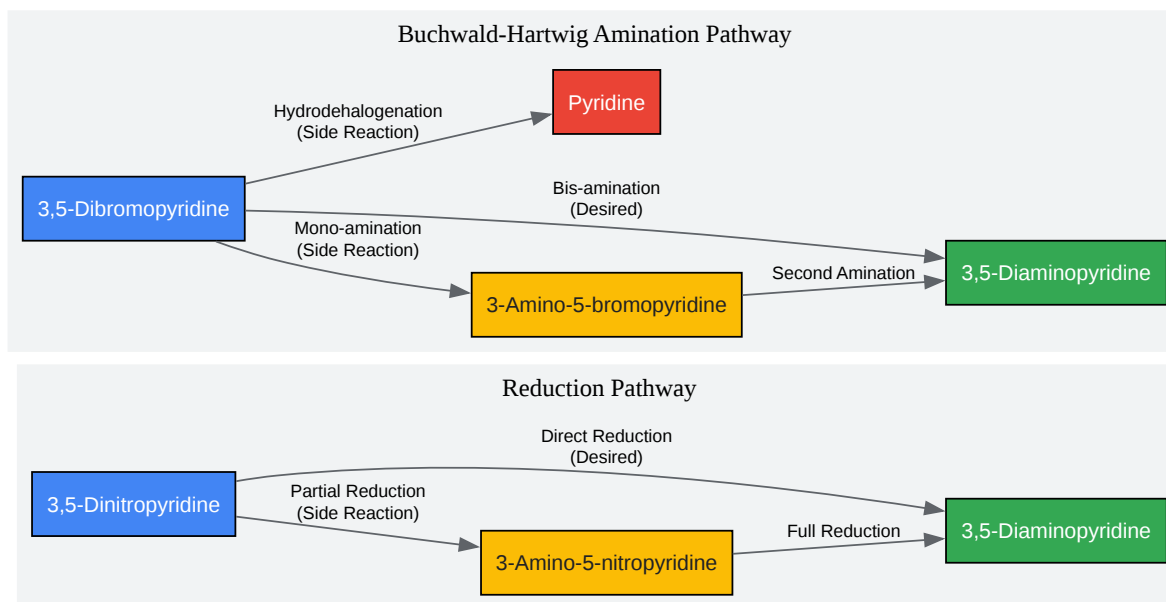 Buchwald-Hartwig Amination Pathway
Pyridine
Hydrodehalogenation
(Side Reaction)
3,5-Dibromopyridine
Bis-amination
(Desired)
Mono-amination
(Side Reaction)
3-Amino-5-bromopyridine
Second Amination
3,5-Diaminopyridine
Reduction Pathway
Direct Reduction
(Desired)
3,5-Dinitropyridine
Partial Reduction
(Side Reaction)
3-Amino-5-nitropyridine
Full Reduction
3,5-Diaminopyridine